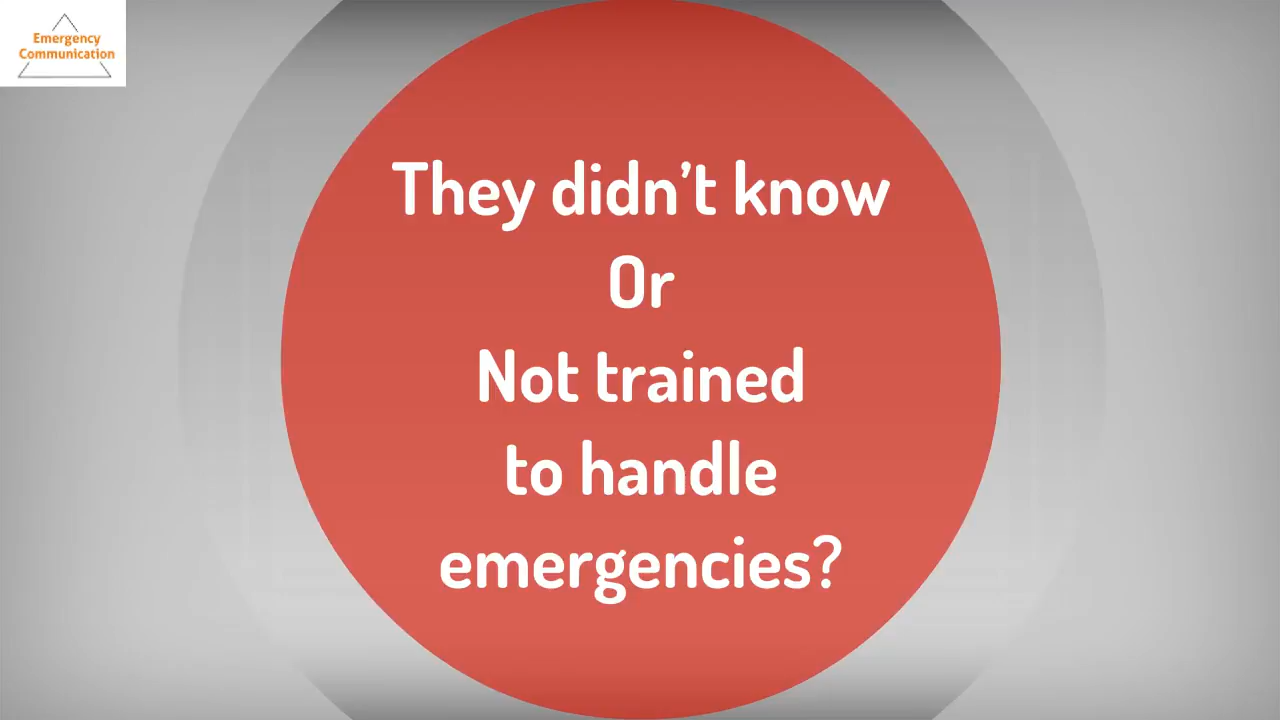 Emergency
Communication
They didn’t know
Or
Not trained
to handle
emergencies?